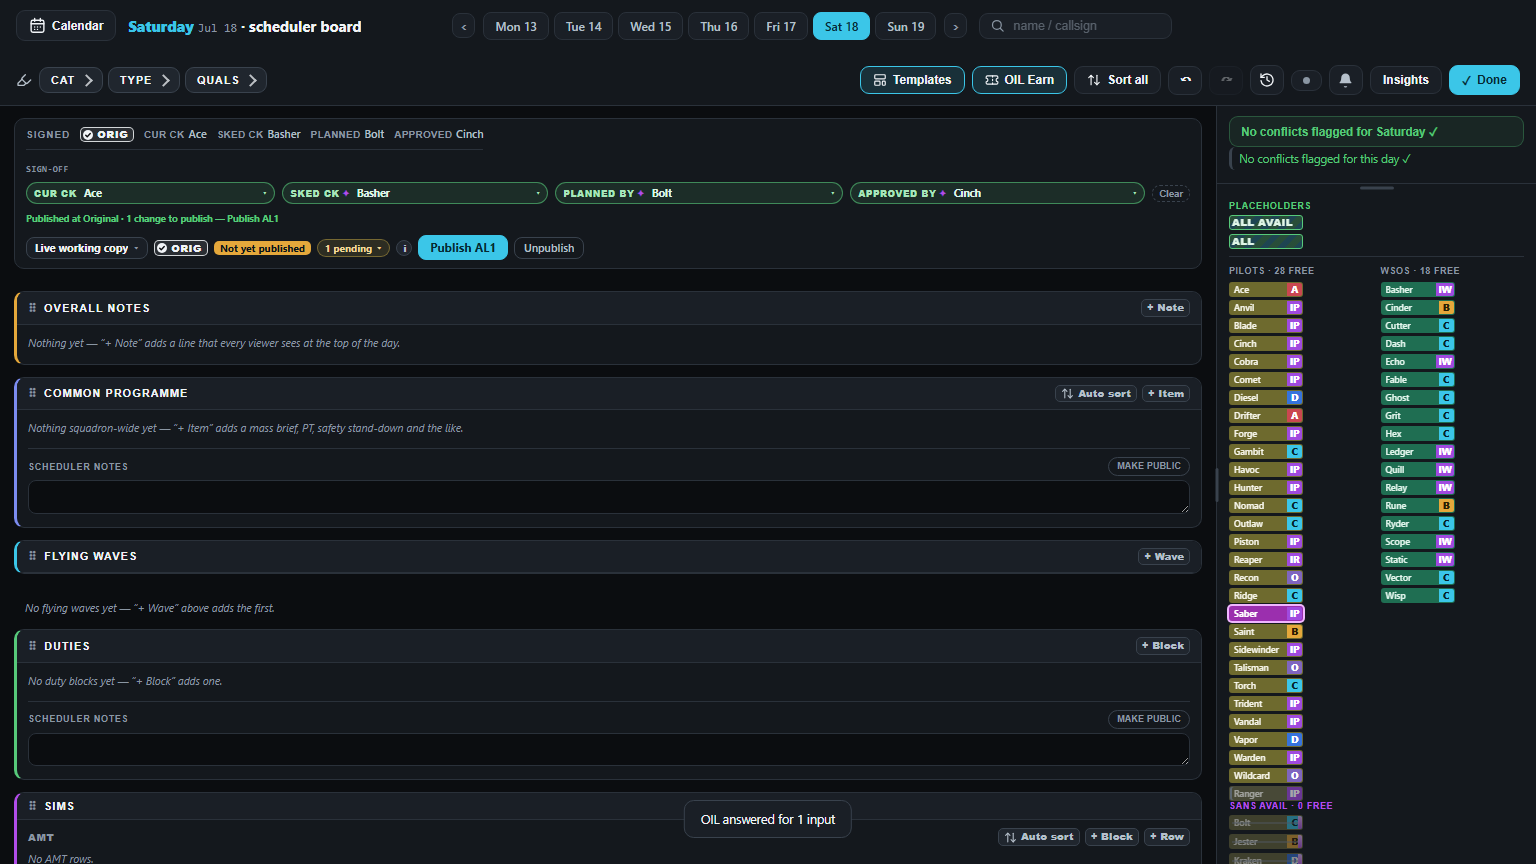 Calendar
Saturday Jul 18 · scheduler board
‹
Mon 13
Tue 14
Wed 15
Thu 16
Fri 17
Sat 18
Sun 19
›
name / callsign
CAT
TYPE
QUALS
Templates
OIL Earn
Sort all
Insights
✓ Done
SIGNED ORIG CUR CK Ace SKED CK Basher PLANNED Bolt APPROVED Cinch
SIGN-OFF
CUR CK Ace
SKED CK ✦ Basher
PLANNED BY ✦ Bolt
APPROVED BY ✦ Cinch
Clear
Published at Original · 1 change to publish — Publish AL1
Live working copy
ORIG
Not yet published
1 pending
i
Publish AL1
Unpublish
OVERALL NOTES
+ Note
Nothing yet — "+ Note" adds a line that every viewer sees at the top of the day.
COMMON PROGRAMME
Auto sort
+ Item
Nothing squadron-wide yet — "+ Item" adds a mass brief, PT, safety stand-down and the like.
SCHEDULER NOTES
MAKE PUBLIC
FLYING WAVES
+ Wave
No flying waves yet — "+ Wave" above adds the first.
DUTIES
+ Block
No duty blocks yet — "+ Block" adds one.
SCHEDULER NOTES
MAKE PUBLIC
SIMS
AMT
Auto sort
+ Block
+ Row
No AMT rows.
OIL answered for 1 input
No conflicts flagged for Saturday ✓
No conflicts flagged for this day ✓
PLACEHOLDERS
ALL AVAIL
ALL
PILOTS · 28 FREE
Ace A
Anvil IP
Blade IP
Cinch IP
Cobra IP
Comet IP
Diesel D
Drifter A
Forge IP
Gambit C
Havoc IP
Hunter IP
Nomad C
Outlaw C
Piston IP
Reaper IR
Recon O
Ridge C
Saber IP
Saint B
Sidewinder IP
Talisman O
Torch C
Trident IP
Vandal IP
Vapor D
Warden IP
Wildcard O
Ranger IP
WSOS · 18 FREE
Basher IW
Cinder B
Cutter C
Dash C
Echo IW
Fable C
Ghost C
Grit C
Hex C
Ledger IW
Quill IW
Relay IW
Rune B
Ryder C
Scope IW
Static IW
Vector C
Wisp C
SANS AVAIL · 0 FREE
Bolt C
Jester B
Kraken D